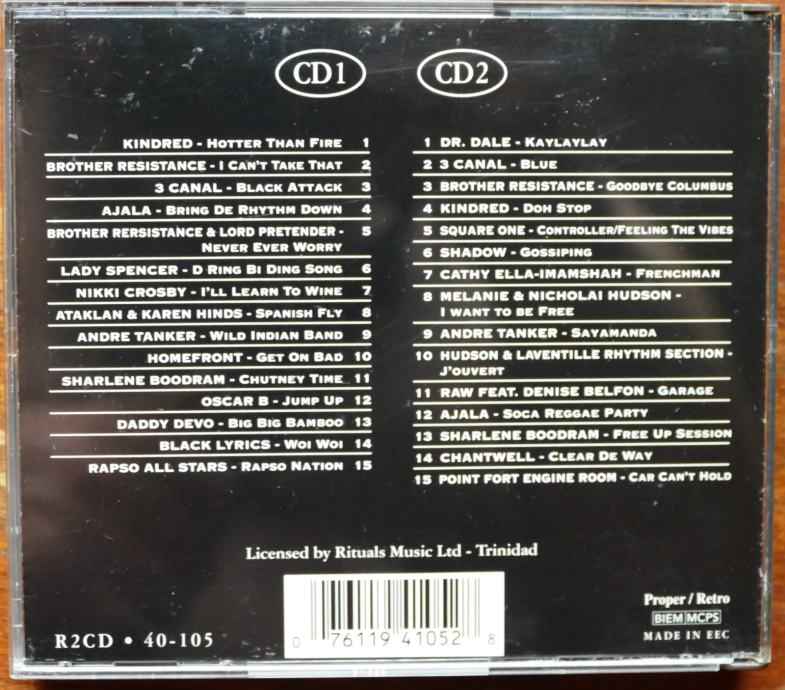 CD1
KINDRED - HOTTER THAN FIRE 1
BROTHER RESISTANCE - I CAN'T TAKE THAT 2
3 CANAL - BLACK ATTACK 3
AJALA - BRING DE RHYTHM DOWN 4
BROTHER RERSISTANCE & LORD PRETENDER - 5
NEVER EVER WORRY
LADY SPENCER - D RING BI DING SONG 6
NIKKI CROSBY - I'LL LEARN TO WINE 7
ATAKLAN & KAREN HINDS - SPANISH FLY 8
ANDRE TANKER - WILD INDIAN BAND 9
HOMEFRONT - GET ON BAD 10
SHARLENE BOODRAM - CHUTNEY TIME 11
OSCAR B - JUMP UP 12
DADDY DEVO - BIG BIG BAMBOO 13
BLACK LYRICS - WOI WOI 14
RAPSO ALL STARS - RAPSO NATION 15
CD2
1 DR. DALE - KAYLAYLAY
2 3 CANAL - BLUE
3 BROTHER RESISTANCE - GOODBYE COLUMBUS
4 KINDRED - DOH STOP
5 SQUARE ONE - CONTROLLER/FEELING THE VIBES
6 SHADOW - GOSSIPING
7 CATHY ELLA-IMAMSHAH - FRENCHMAN
8 MELANIE & NICHOLAI HUDSON -
I WANT TO BE FREE
9 ANDRE TANKER - SAYAMANDA
10 HUDSON & LAVENTILLE RHYTHM SECTION -
J'OUVERT
11 RAW FEAT. DENISE BELFON - GARAGE
12 AJALA - SOCA REGGAE PARTY
13 SHARLENE BOODRAM - FREE UP SESSION
14 CHANTWELL - CLEAR DE WAY
15 POINT FORT ENGINE ROOM - CAR CAN'T HOLD
Licensed by Rituals Music Ltd - Trinidad
R2CD • 40-105
0 76119 41052 8
Proper / Retro
BIEM MCPS
MADE IN EEC